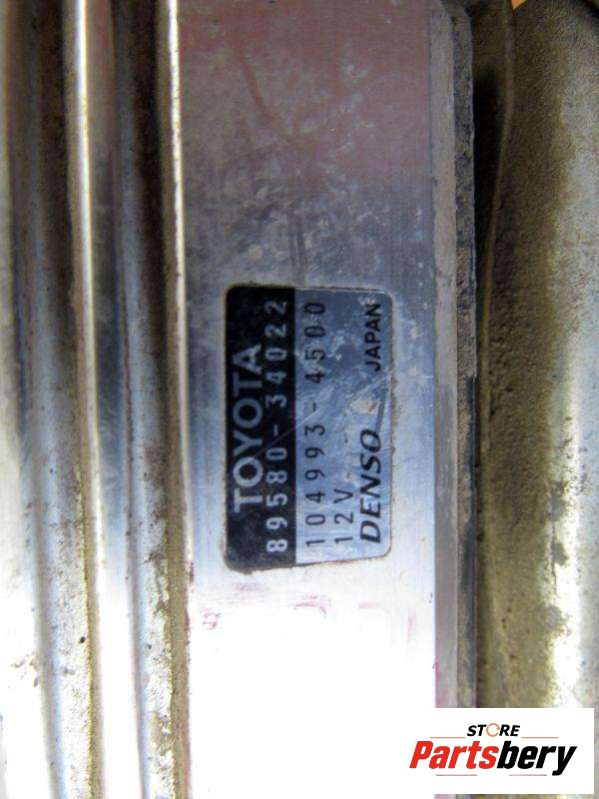 TOYOTA
89580-34022
104993-4500
12V
DENSO JAPAN
STORE
Partsbery